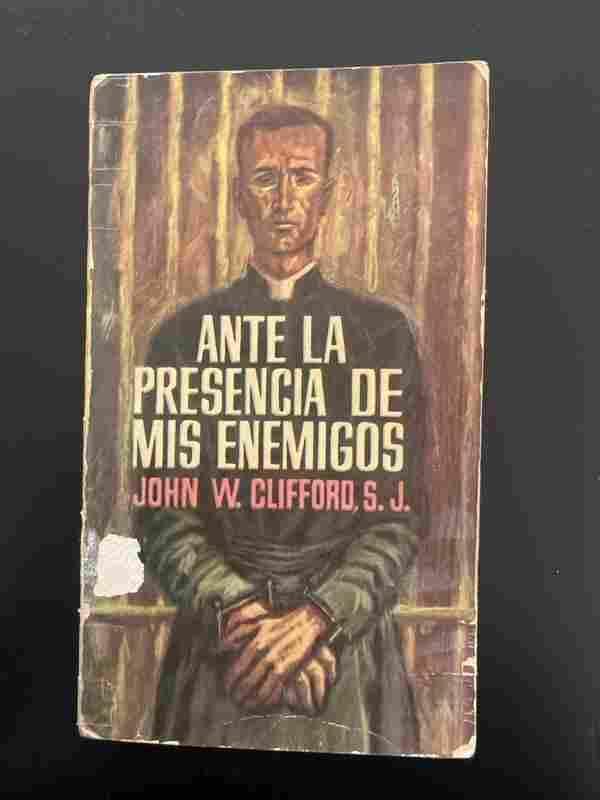 ANTE LA
PRESENCIA DE
MIS ENEMIGOS
JOHN W. CLIFFORD, S. J.